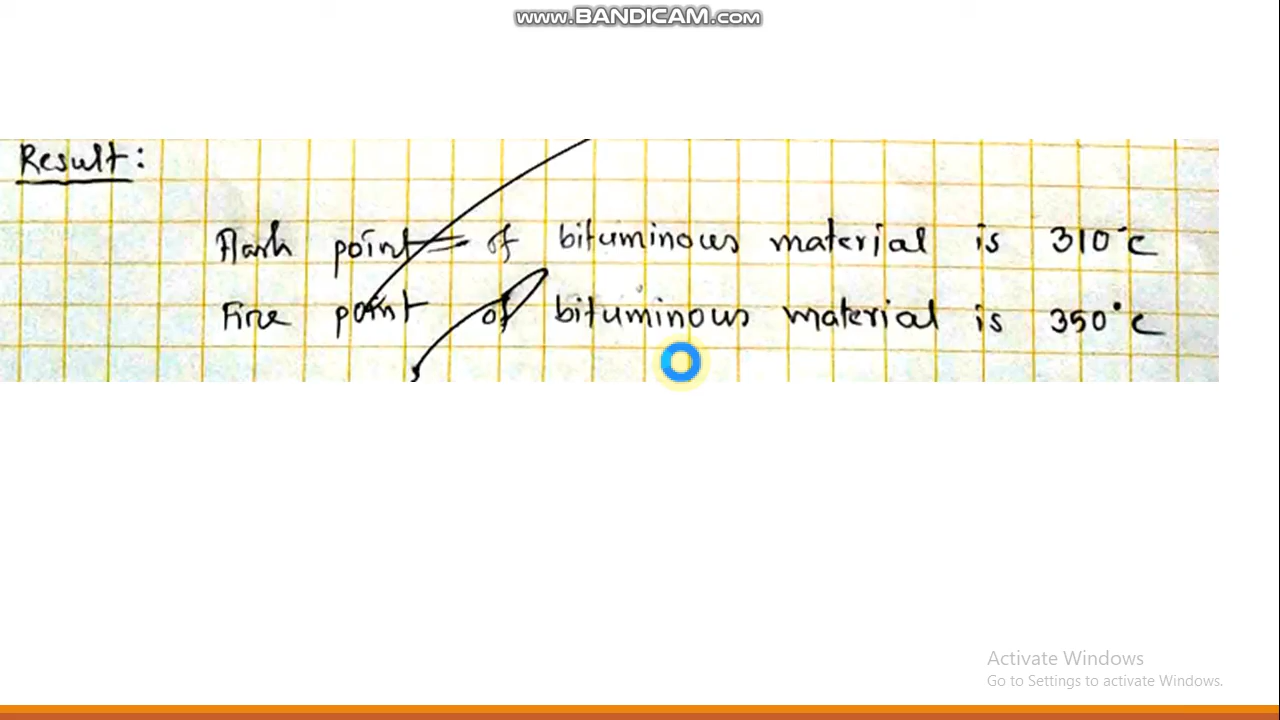 www.BANDICAM.com
Result:
Flash point = of bituminous material is 310°C
Fire point of bituminous material is 350°C
Activate Windows
Go to Settings to activate Windows.